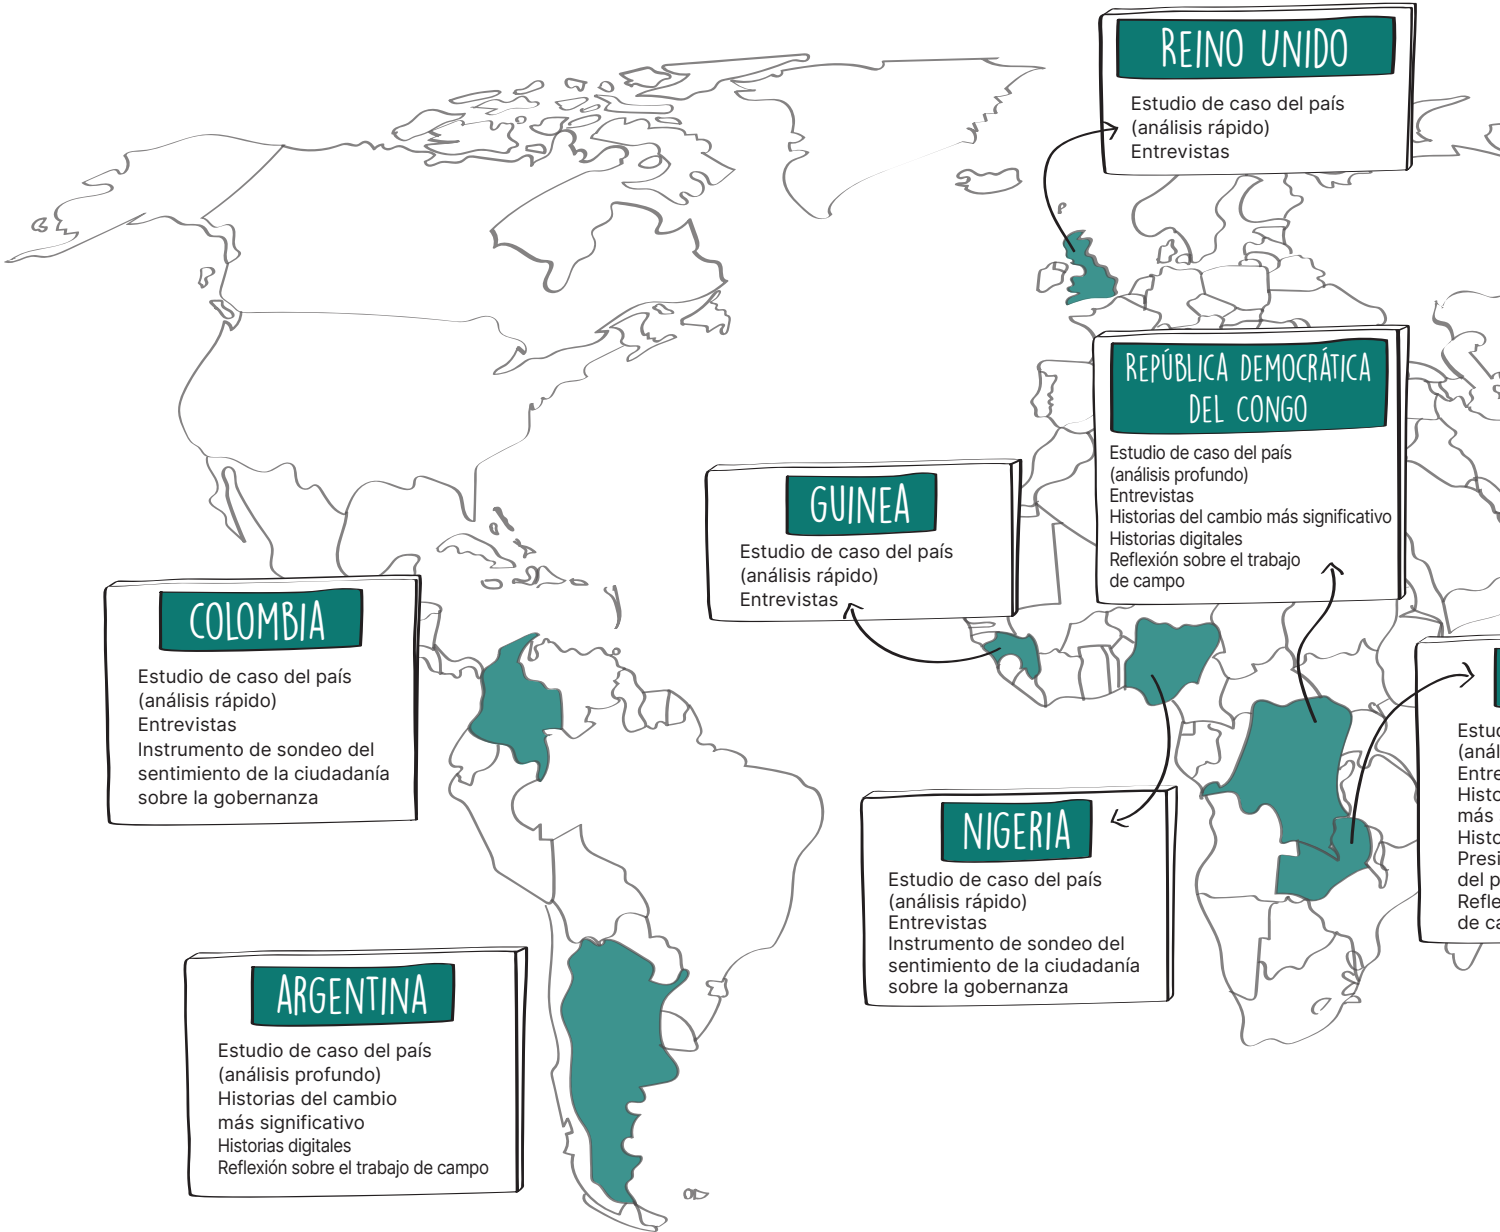 REINO UNIDO
Estudio de caso del país
(análisis rápido)
Entrevistas
REPÚBLICA DEMOCRÁTICA
DEL CONGO
Estudio de caso del país
(análisis profundo)
Entrevistas
Historias del cambio más significativo
Historias digitales
Reflexión sobre el trabajo
de campo
GUINEA
Estudio de caso del país
(análisis rápido)
Entrevistas
COLOMBIA
Estudio de caso del país
(análisis rápido)
Entrevistas
Instrumento de sondeo del
sentimiento de la ciudadanía
sobre la gobernanza
NIGERIA
Estudio de caso del país
(análisis rápido)
Entrevistas
Instrumento de sondeo del
sentimiento de la ciudadanía
sobre la gobernanza
ARGENTINA
Estudio de caso del país
(análisis profundo)
Historias del cambio
más significativo
Historias digitales
Reflexión sobre el trabajo de campo
más
del
de